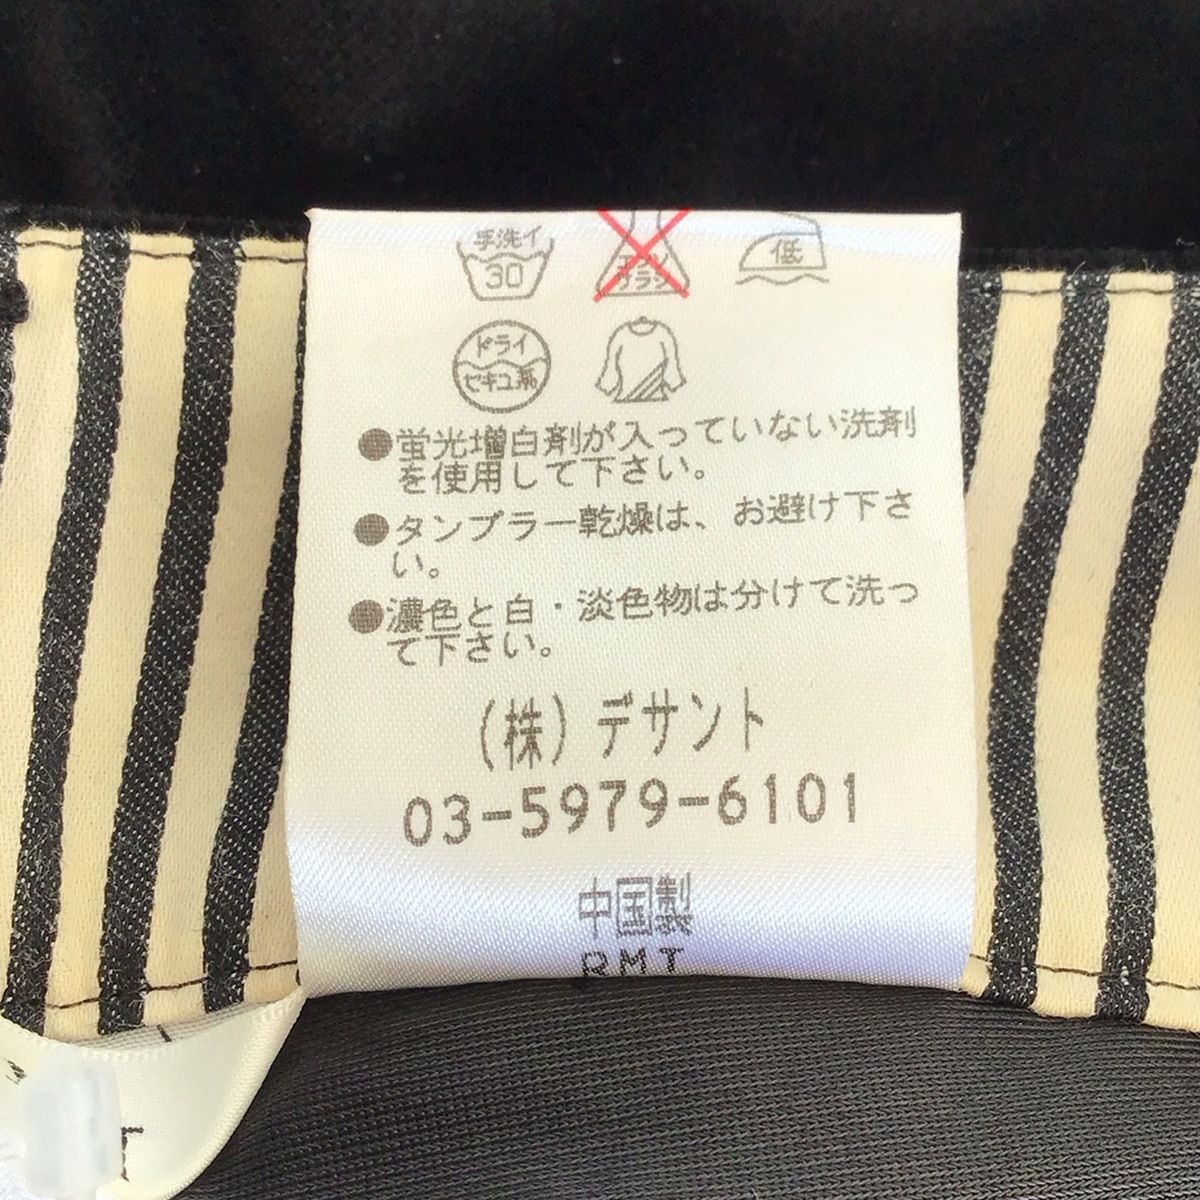 手洗イ
30
エンソ
サラシ
低
ドライ
セキユ系
●蛍光増白剤が入っていない洗剤
を使用して下さい。
●タンブラー乾燥は、お避け下さ
い。
●濃色と白・淡色物は分けて洗っ
て下さい。
(株)デサント
03-5979-6101
中国製
RMT